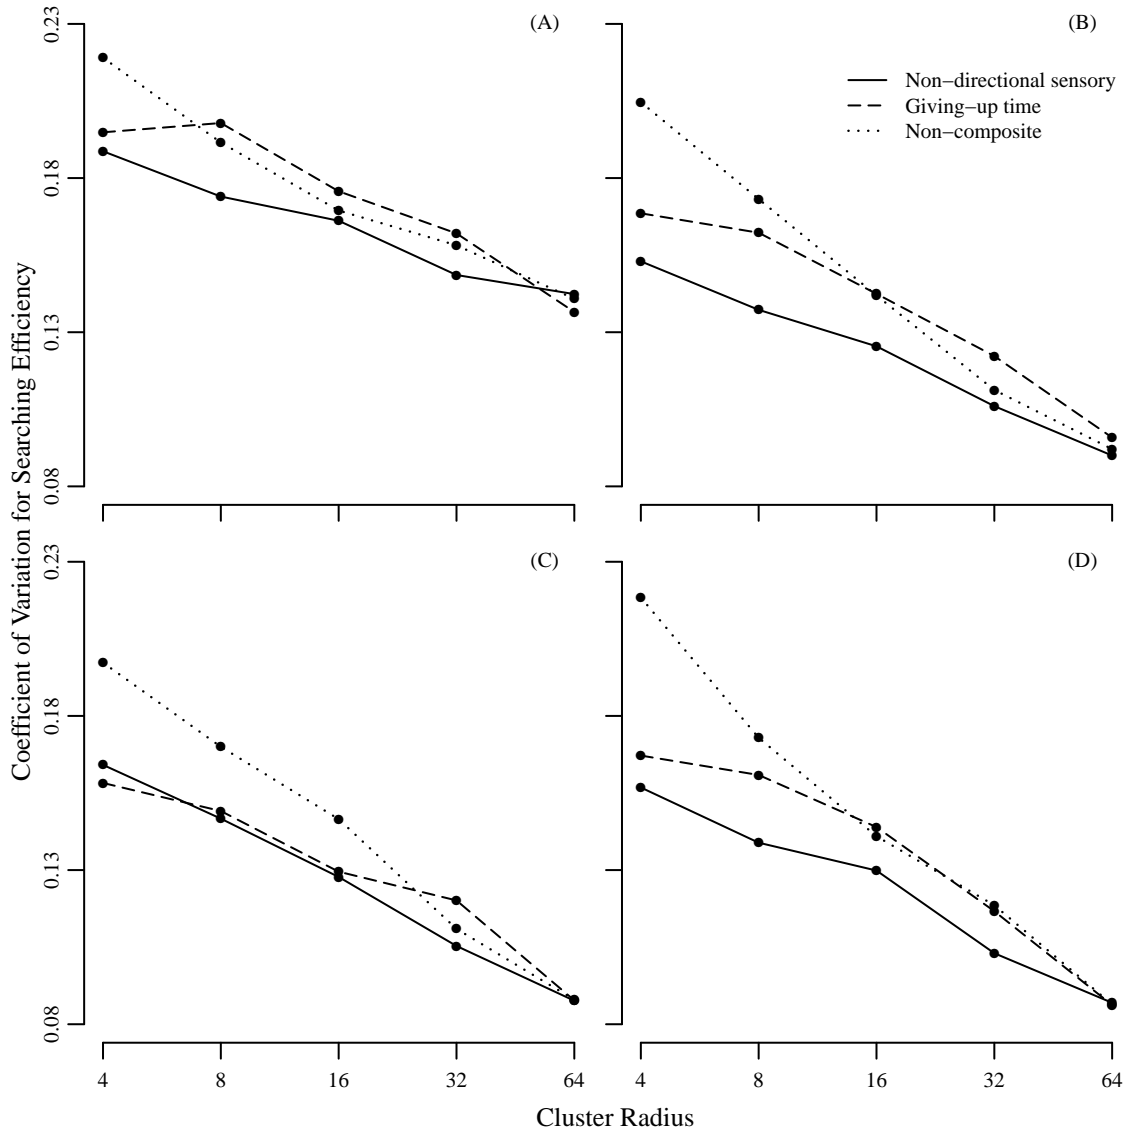 (A)
(B)
0.23
0.18
0.13
0.08
Non−directional sensory
Giving−up time
Non−composite
Coefficient of Variation for Searching Efficiency
(C)
(D)
0.23
0.18
0.13
0.08
4 8 16 32 64
4 8 16 32 64
Cluster Radius